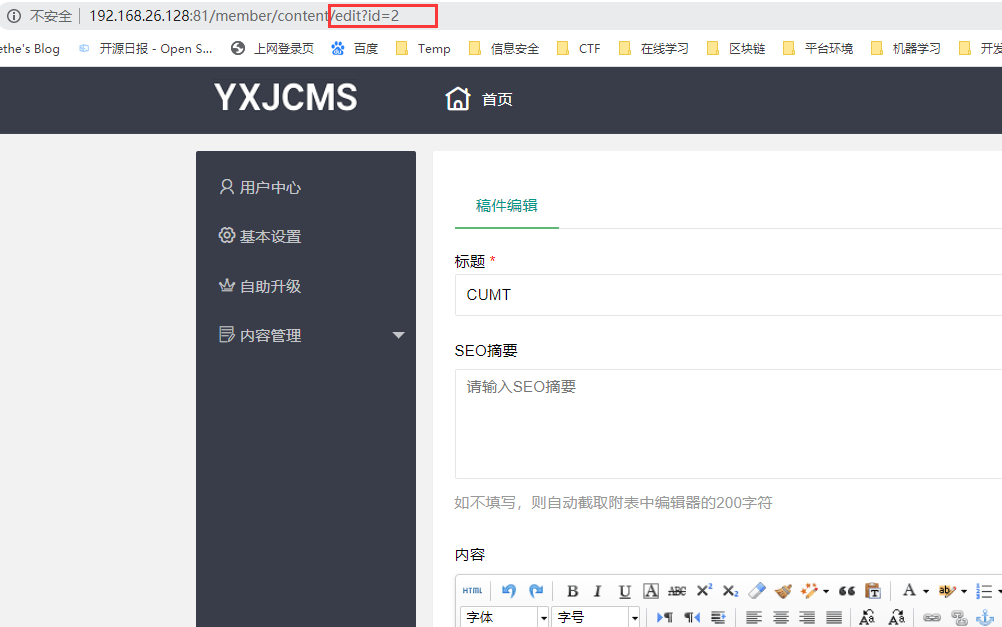 不安全 192.168.26.128:81/member/content/edit?id=2
ethe's Blog 开源日报 - Open S... 上网登录页 百度 Temp 信息安全 CTF 在线学习 区块链 平台环境 机器学习 开发
YXJCMS 首页
用户中心
稿件编辑
基本设置
标题 *
自助升级
CUMT
内容管理
SEO摘要
请输入SEO摘要
如不填写，则自动截取附表中编辑器的200字符
内容
HTML B I U A ABC X² X₂ T A ab
字体 字号